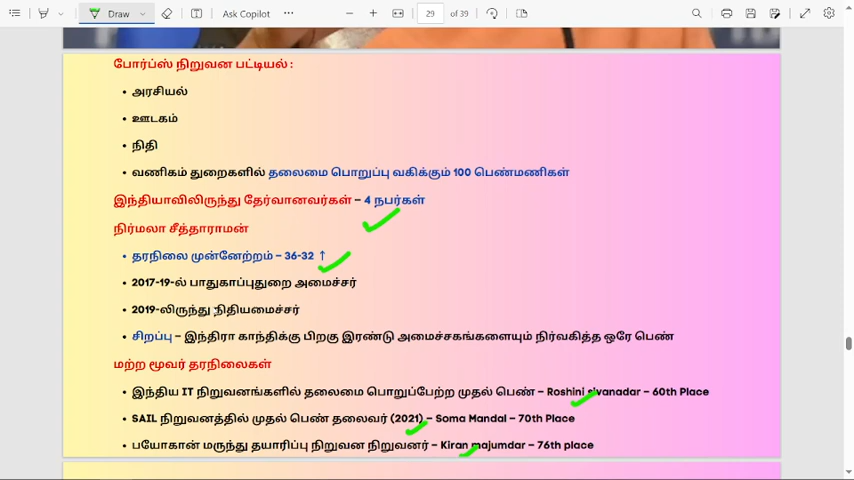 Draw
Ask Copilot
29 of 39
போர்ப்ஸ் நிறுவன பட்டியல் :
• அரசியல்
• ஊடகம்
• நிதி
• வணிகம் துறைகளில் தலைமை பொறுப்பு வகிக்கும் 100 பெண்மணிகள்
இந்தியாவிலிருந்து தேர்வானவர்கள் – 4 நபர்கள்
நிர்மலா சீத்தாராமன்
• தரநிலை முன்னேற்றம் – 36-32 ↑
• 2017-19-ல் பாதுகாப்புதுறை அமைச்சர்
• 2019-லிருந்து நிதியமைச்சர்
• சிறப்பு – இந்திரா காந்திக்கு பிறகு இரண்டு அமைச்சகங்களையும் நிர்வகித்த ஒரே பெண்
மற்ற மூவர் தரநிலைகள்
• இந்திய IT நிறுவனங்களில் தலைமை பொறுப்பேற்ற முதல் பெண் – Roshini sivanadar – 60th Place
• SAIL நிறுவனத்தில் முதல் பெண் தலைவர் (2021) – Soma Mandal – 70th Place
• பயோகான் மருந்து தயாரிப்பு நிறுவன நிறுவனர் – Kiran majumdar – 76th place